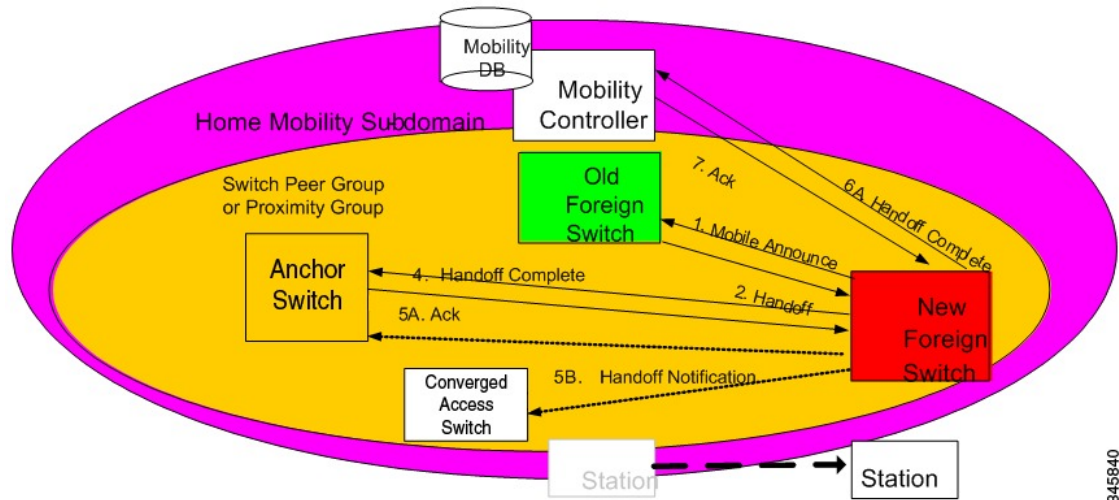 Mobility
DB
Mobility
Controller
Home Mobility Subdomain
Switch Peer Group
or Proximity Group
Old
Foreign
Switch
7. Ack
6A Handoff Complete
1. Mobile Announce
Anchor
Switch
4. Handoff Complete
2. Handoff
5A. Ack
New
Foreign
Switch
5B. Handoff Notification
Converged
Access
Switch
Station
Station
345840